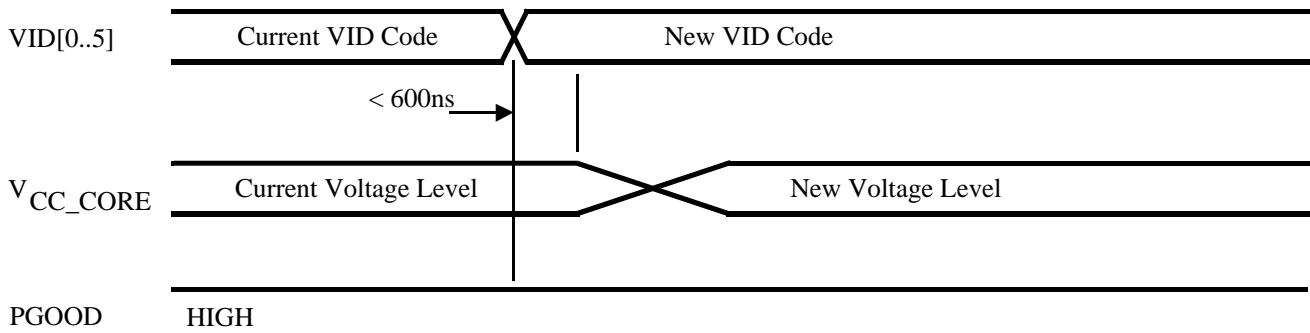 VID[0..5] Current VID Code New VID Code
< 600ns
VCC_CORE Current Voltage Level New Voltage Level
PGOOD HIGH